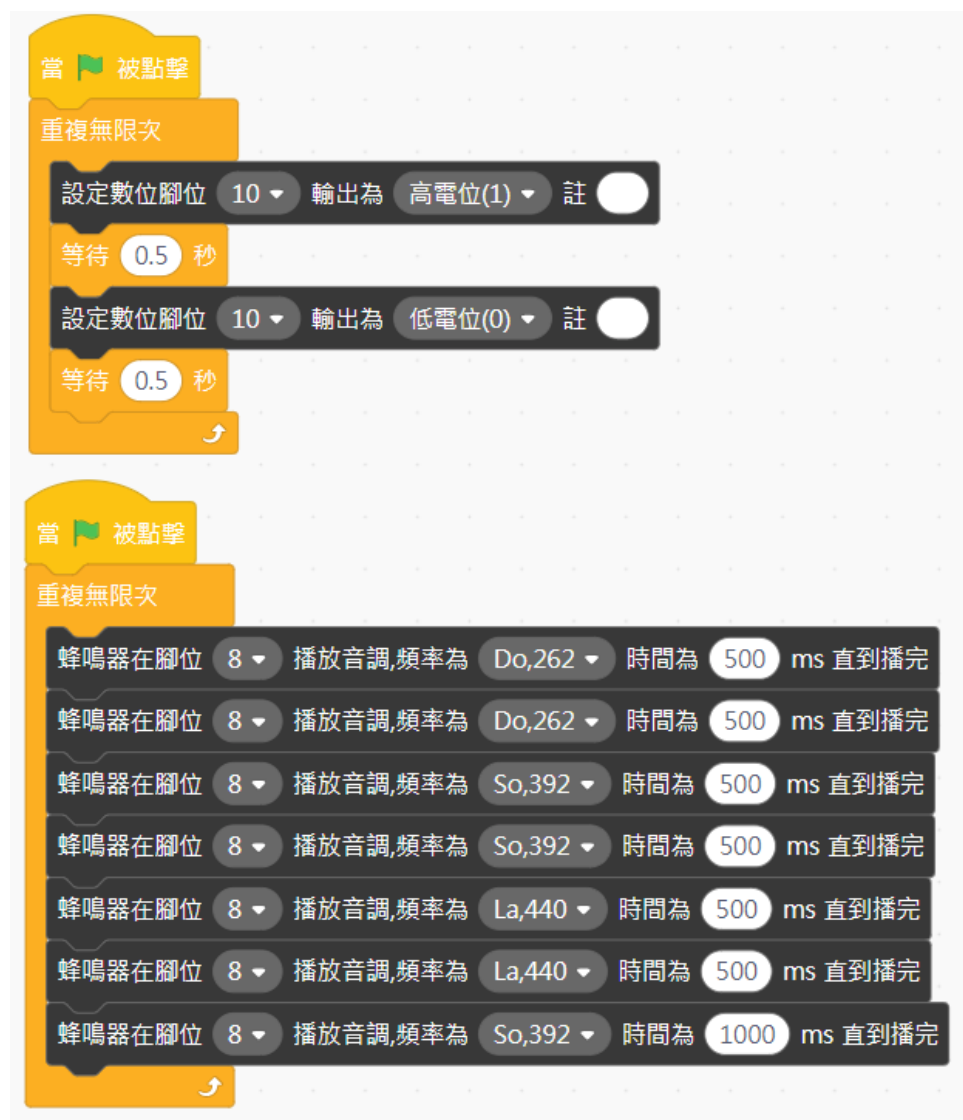 當 被點擊
重複無限次
設定數位腳位 10 輸出為 高電位(1) 註
等待 0.5 秒
設定數位腳位 10 輸出為 低電位(0) 註
等待 0.5 秒
當 被點擊
重複無限次
蜂鳴器在腳位 8 播放音調,頻率為 Do,262 時間為 500 ms 直到播完
蜂鳴器在腳位 8 播放音調,頻率為 Do,262 時間為 500 ms 直到播完
蜂鳴器在腳位 8 播放音調,頻率為 So,392 時間為 500 ms 直到播完
蜂鳴器在腳位 8 播放音調,頻率為 So,392 時間為 500 ms 直到播完
蜂鳴器在腳位 8 播放音調,頻率為 La,440 時間為 500 ms 直到播完
蜂鳴器在腳位 8 播放音調,頻率為 La,440 時間為 500 ms 直到播完
蜂鳴器在腳位 8 播放音調,頻率為 So,392 時間為 1000 ms 直到播完